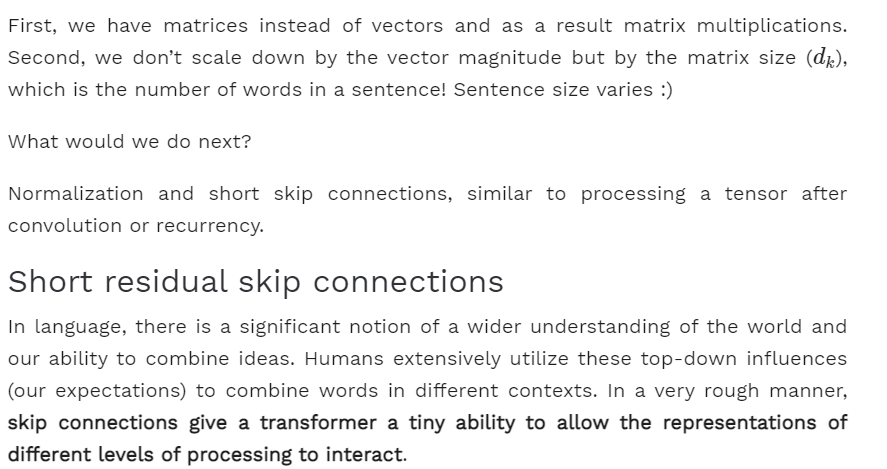 First, we have matrices instead of vectors and as a result matrix multiplications.
Second, we don’t scale down by the vector magnitude but by the matrix size (dₖ),
which is the number of words in a sentence! Sentence size varies :)
What would we do next?
Normalization and short skip connections, similar to processing a tensor after
convolution or recurrency.
Short residual skip connections
In language, there is a significant notion of a wider understanding of the world and
our ability to combine ideas. Humans extensively utilize these top-down influences
(our expectations) to combine words in different contexts. In a very rough manner,
skip connections give a transformer a tiny ability to allow the representations of
different levels of processing to interact.